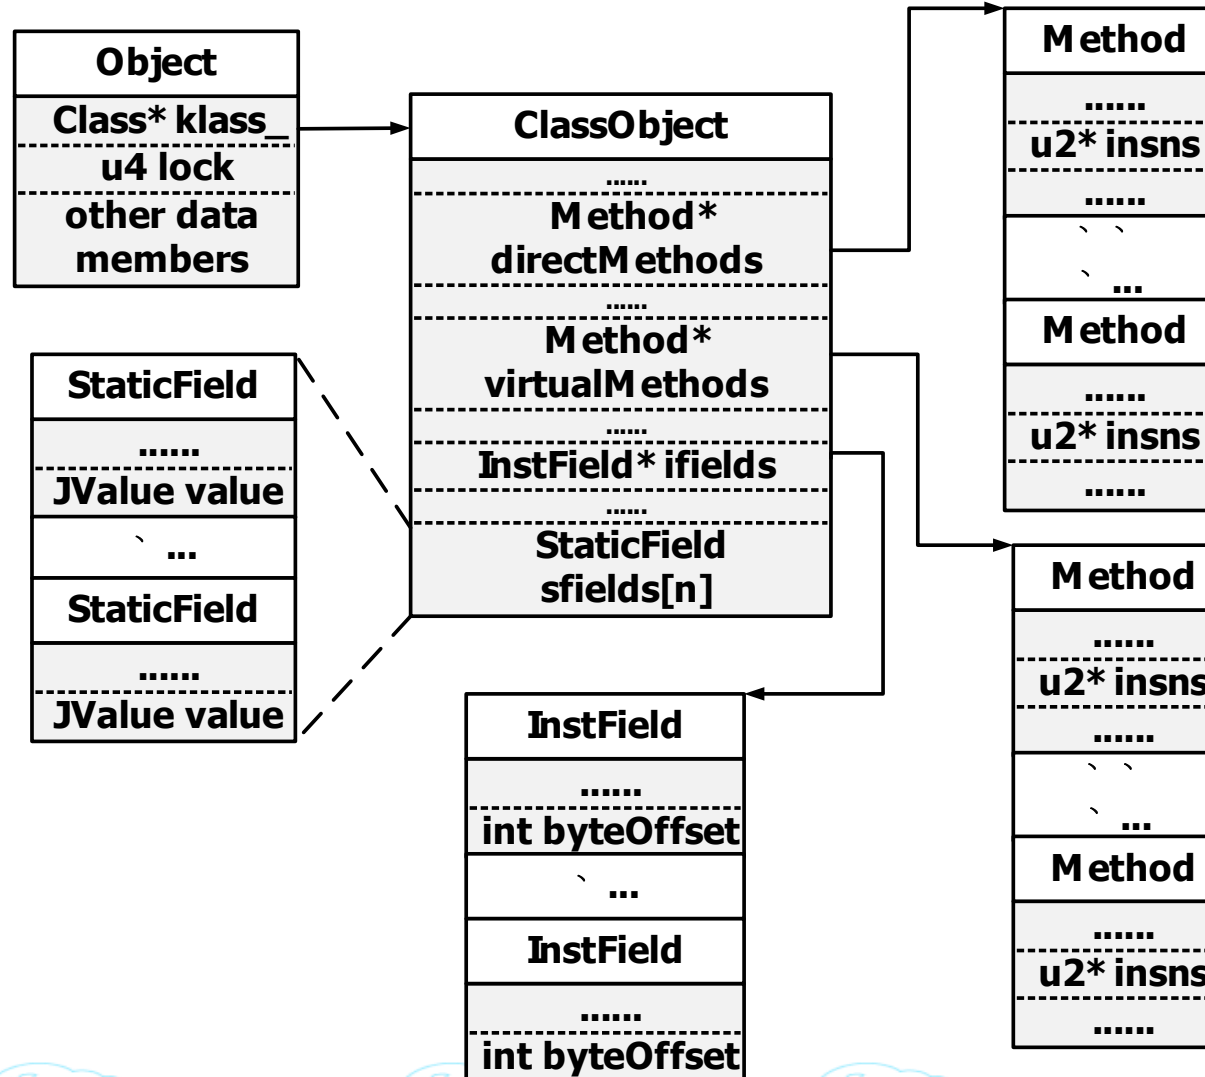 Object
Class* klass_
u4 lock
other data
members
ClassObject
......
Method*
directMethods
......
Method*
virtualMethods
......
InstField* ifields
......
StaticField
sfields[n]
StaticField
......
JValue value
` ...
StaticField
......
JValue value
InstField
......
int byteOffset
` ...
InstField
......
int byteOffset
Method
......
u2* insns
......
` `
` ...
Method
......
u2* insns
......
Method
......
u2* insns
......
` `
` ...
Method
......
u2* insns
......